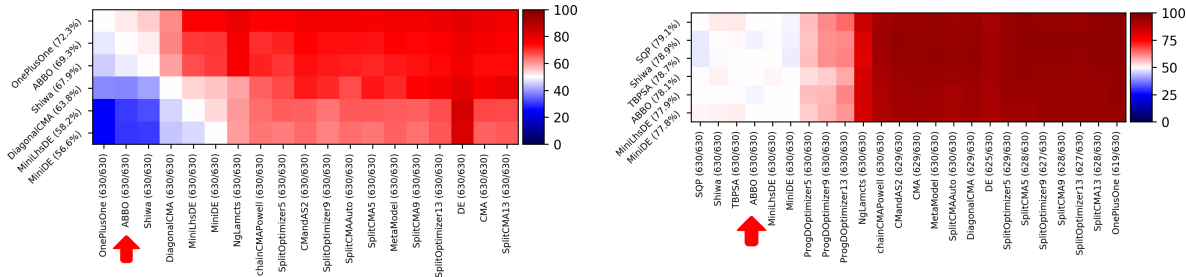 OnePlusOne (72.3%)
ABBO (69.3%)
Shiwa (67.9%)
DiagonalCMA (63.8%)
MiniLhsDE (58.2%)
MiniDE (56.6%)
OnePlusOne (630/630)
ABBO (630/630)
Shiwa (630/630)
DiagonalCMA (630/630)
MiniLhsDE (630/630)
MiniDE (630/630)
NgLamcts (630/630)
chainCMAPowell (630/630)
SplitOptimizer5 (630/630)
CMandAS2 (630/630)
SplitOptimizer9 (630/630)
SplitCMAAuto (630/630)
SplitCMA5 (630/630)
MetaModel (630/630)
SplitCMA9 (630/630)
SplitOptimizer13 (630/630)
DE (630/630)
CMA (630/630)
SplitCMA13 (630/630)
100
80
60
40
20
0
SQP (79.1%)
Shiwa (78.9%)
TBPSA (78.7%)
ABBO (78.1%)
MiniLhsDE (77.9%)
MiniDE (77.8%)
SQP (630/630)
Shiwa (630/630)
TBPSA (630/630)
ABBO (630/630)
MiniLhsDE (630/630)
MiniDE (630/630)
ProgDOptimizer5 (630/630)
ProgDOptimizer9 (630/630)
ProgDOptimizer13 (630/630)
NgLamcts (630/630)
chainCMAPowell (630/630)
CMandAS2 (629/630)
CMA (629/630)
MetaModel (630/630)
SplitCMAAuto (630/630)
DiagonalCMA (629/630)
DE (625/630)
SplitOptimizer5 (629/630)
SplitCMA5 (628/630)
SplitOptimizer9 (627/630)
SplitCMA9 (628/630)
SplitOptimizer13 (627/630)
SplitCMA13 (628/630)
OnePlusOne (619/630)
100
75
50
25
0